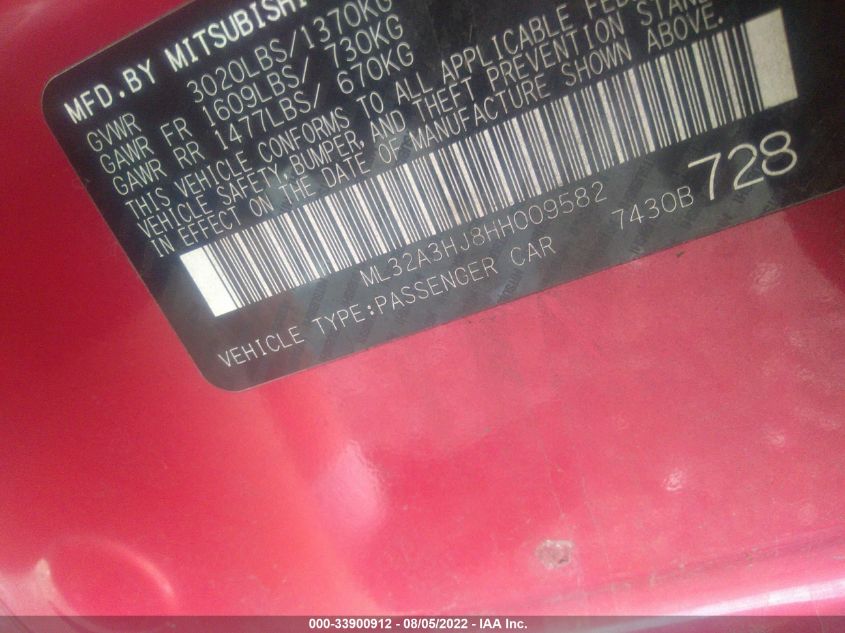 MFD.BY MITSUBISHI
GVWR 3020LBS/1370KG
GAWR FR 1609LBS/ 730KG
GAWR RR 1477LBS/ 670KG
THIS VEHICLE CONFORMS TO ALL APPLICABLE
VEHICLE SAFETY, BUMPER, AND THEFT PREVENTION
IN EFFECT ON THE DATE OF MANUFACTURE SHOWN ABOVE.
ML32A3HJ8HH009582 7430B 728
VEHICLE TYPE:PASSENGER CAR
000-33900912 - 08/05/2022 - IAA Inc.